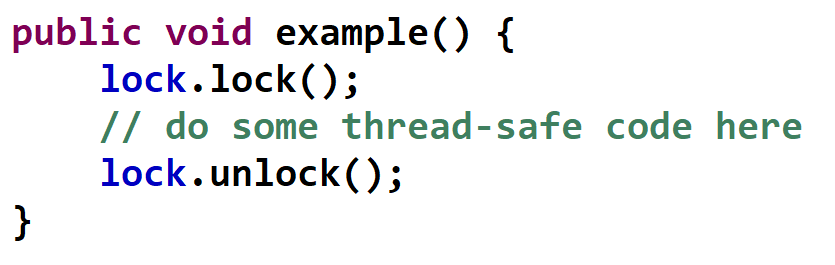 public void example() {
    lock.lock();
    // do some thread-safe code here
    lock.unlock();
}